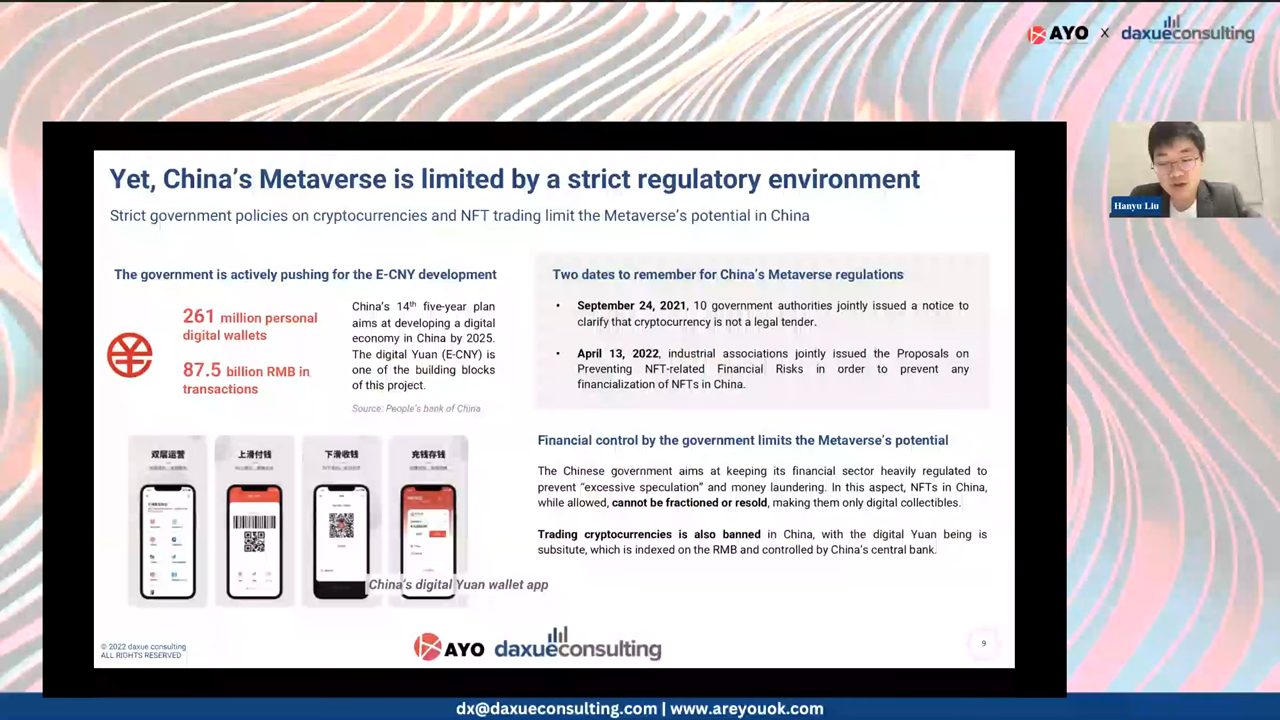 AYO X daxueconsulting
Hanyu Liu
Yet, China's Metaverse is limited by a strict regulatory environment
Strict government policies on cryptocurrencies and NFT trading limit the Metaverse's potential in China
The government is actively pushing for the E-CNY development
261 million personal
digital wallets
87.5 billion RMB in
transactions
China's 14th five-year plan
aims at developing a digital
economy in China by 2025.
The digital Yuan (E-CNY) is
one of the building blocks
of this project.
Source: People's bank of China
双层运营
上滑付钱
下滑收钱
充钱存钱
China's digital Yuan wallet app
Two dates to remember for China's Metaverse regulations
• September 24, 2021, 10 government authorities jointly issued a notice to
clarify that cryptocurrency is not a legal tender.
• April 13, 2022, industrial associations jointly issued the Proposals on
Preventing NFT-related Financial Risks in order to prevent any
financialization of NFTs in China.
Financial control by the government limits the Metaverse's potential
The Chinese government aims at keeping its financial sector heavily regulated to
prevent “excessive speculation” and money laundering. In this aspect, NFTs in China,
while allowed, cannot be fractioned or resold, making them only digital collectibles.
Trading cryptocurrencies is also banned in China, with the digital Yuan being is
subsitute, which is indexed on the RMB and controlled by China's central bank.
© 2022 daxue consulting
ALL RIGHTS RESERVED
AYO daxueconsulting
9
dx@daxueconsulting.com | www.areyouok.com